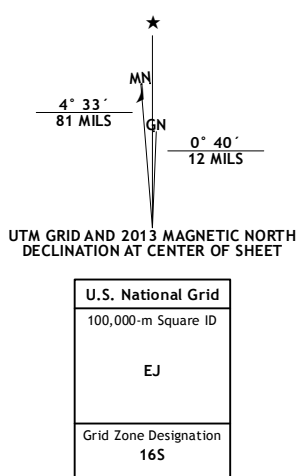 ★
MN
GN
4° 33´
81 MILS
0° 40´
12 MILS
UTM GRID AND 2013 MAGNETIC NORTH
DECLINATION AT CENTER OF SHEET
U.S. National Grid
100,000-m Square ID
EJ
Grid Zone Designation
16S